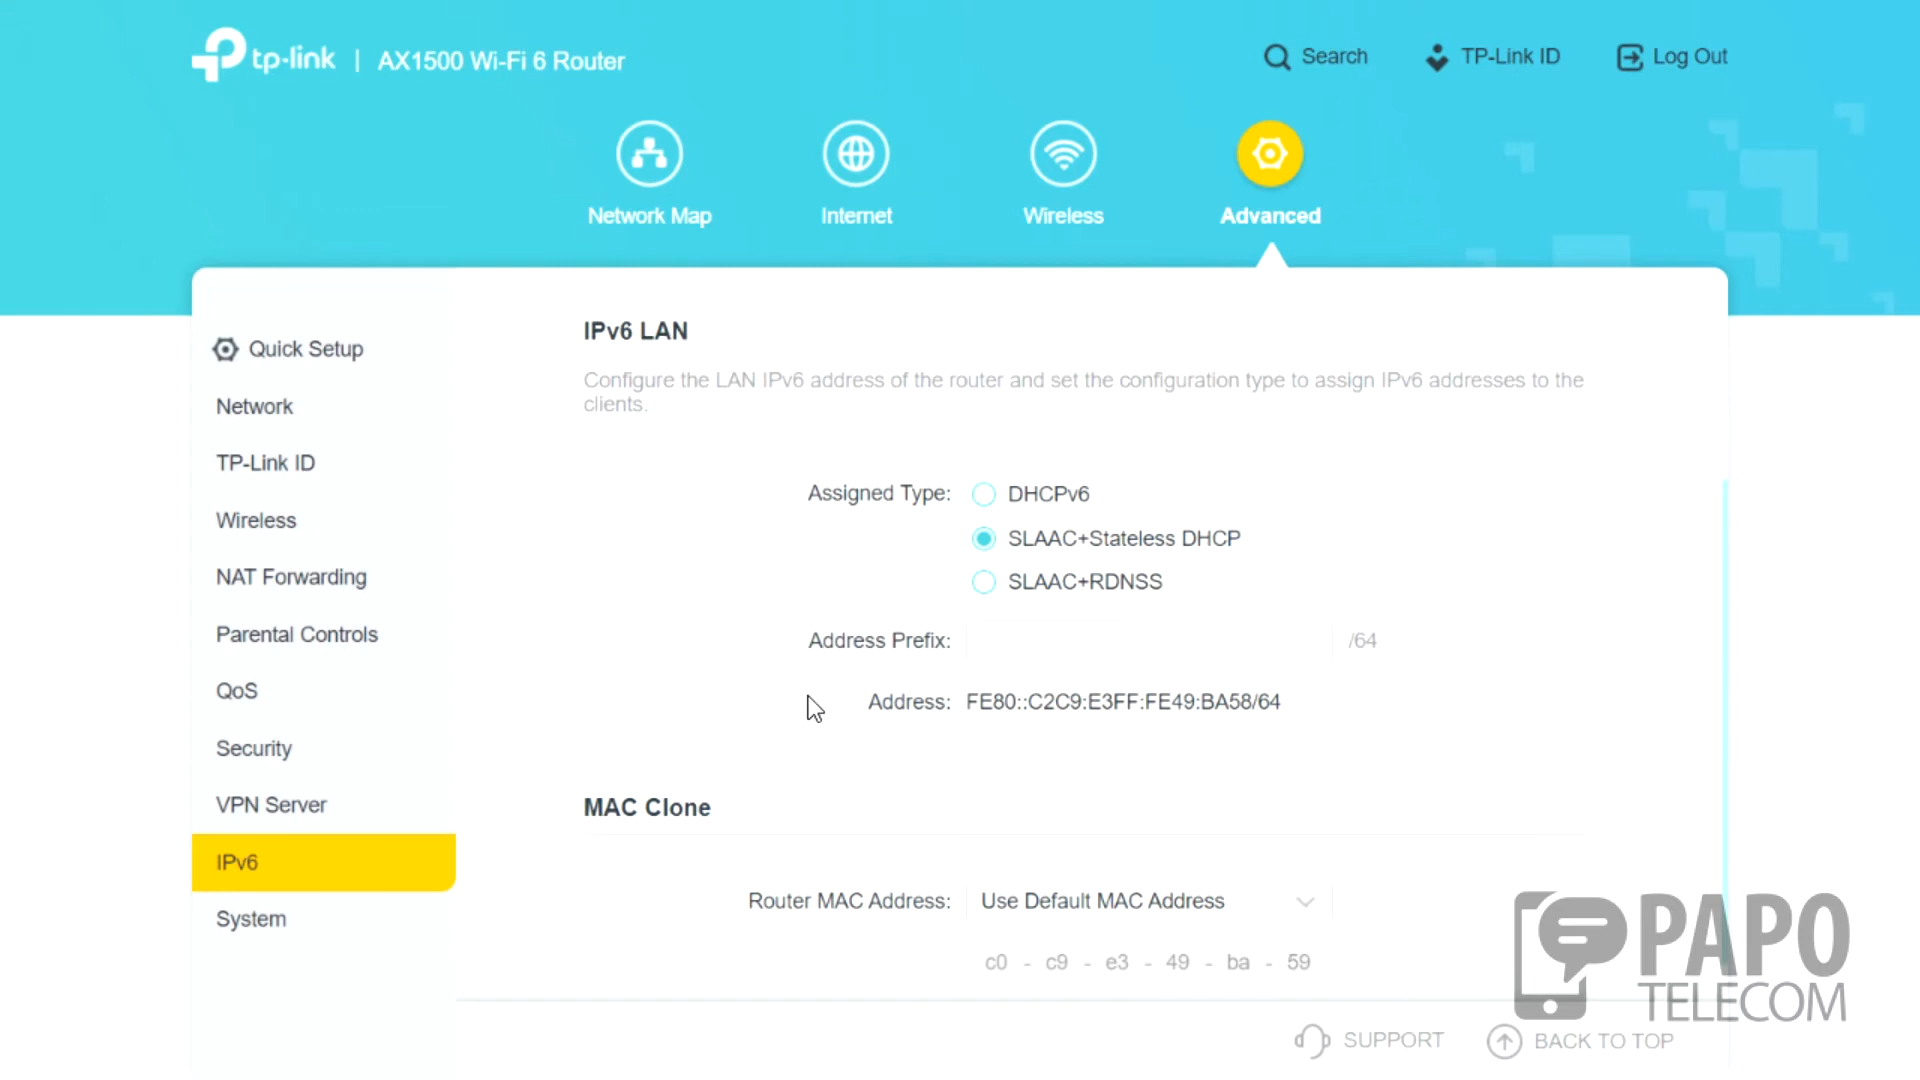 tp-link | AX1500 Wi-Fi 6 Router
Search
TP-Link ID
Log Out
Network Map
Internet
Wireless
Advanced
Quick Setup
Network
TP-Link ID
Wireless
NAT Forwarding
Parental Controls
QoS
Security
VPN Server
IPv6
System
IPv6 LAN
Configure the LAN IPv6 address of the router and set the configuration type to assign IPv6 addresses to the
clients.
Assigned Type: DHCPv6
SLAAC+Stateless DHCP
SLAAC+RDNSS
Address Prefix: /64
Address: FE80::C2C9:E3FF:FE49:BA58/64
MAC Clone
Router MAC Address: Use Default MAC Address
c0 - c9 - e3 - 49 - ba - 59
SUPPORT
BACK TO TOP
PAPO
TELECOM